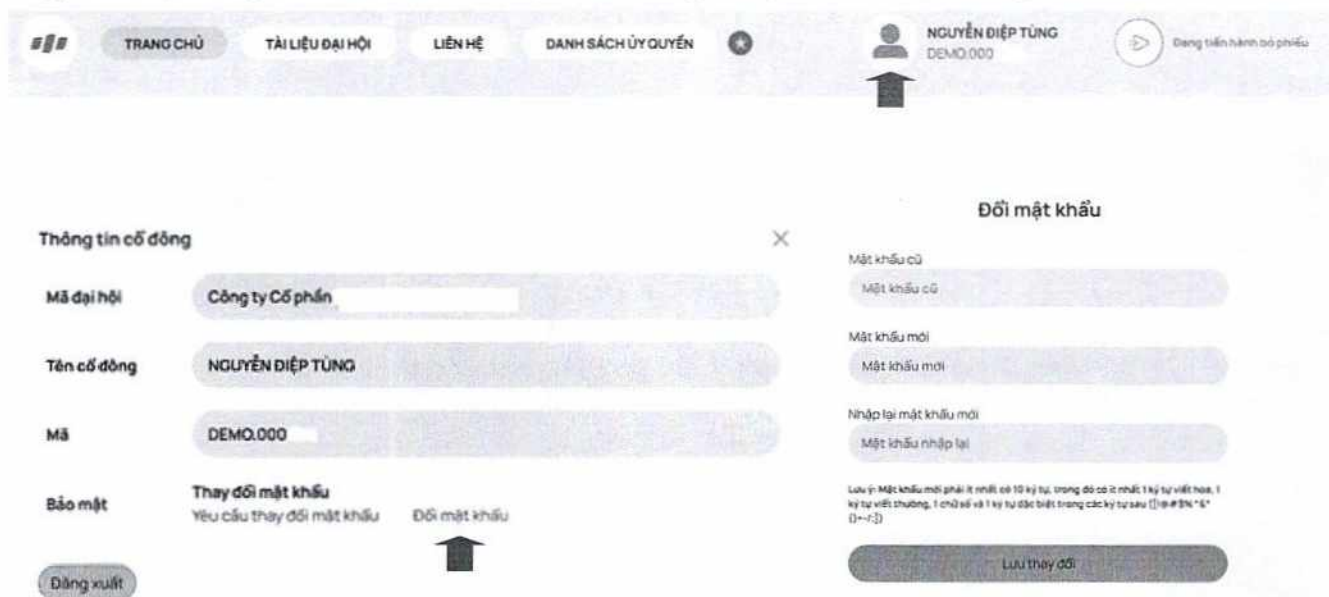 TRANG CHỦ
TÀI LIỆU ĐẠI HỘI
LIÊN HỆ
DANH SÁCH ỦY QUYỀN
NGUYỄN ĐIỆP TÙNG
DEMO.000
Đang tiến hành bỏ phiếu
Thông tin cổ đông
Mã đại hội
Công ty Cổ phần
Tên cổ đông
NGUYỄN ĐIỆP TÙNG
Mã
DEMO.000
Bảo mật
Thay đổi mật khẩu
Yêu cầu thay đổi mật khẩu
Đổi mật khẩu
Đăng xuất
Đổi mật khẩu
Mật khẩu cũ
Mật khẩu cũ
Mật khẩu mới
Mật khẩu mới
Nhập lại mật khẩu mới
Mật khẩu nhập lại
Lưu ý: Mật khẩu mới phải ít nhất có 10 ký tự, trong đó có ít nhất 1 ký tự viết hoa, 1
ký tự viết thường, 1 chữ số và 1 ký tự đặc biệt trong các ký tự sau
Lưu thay đổi